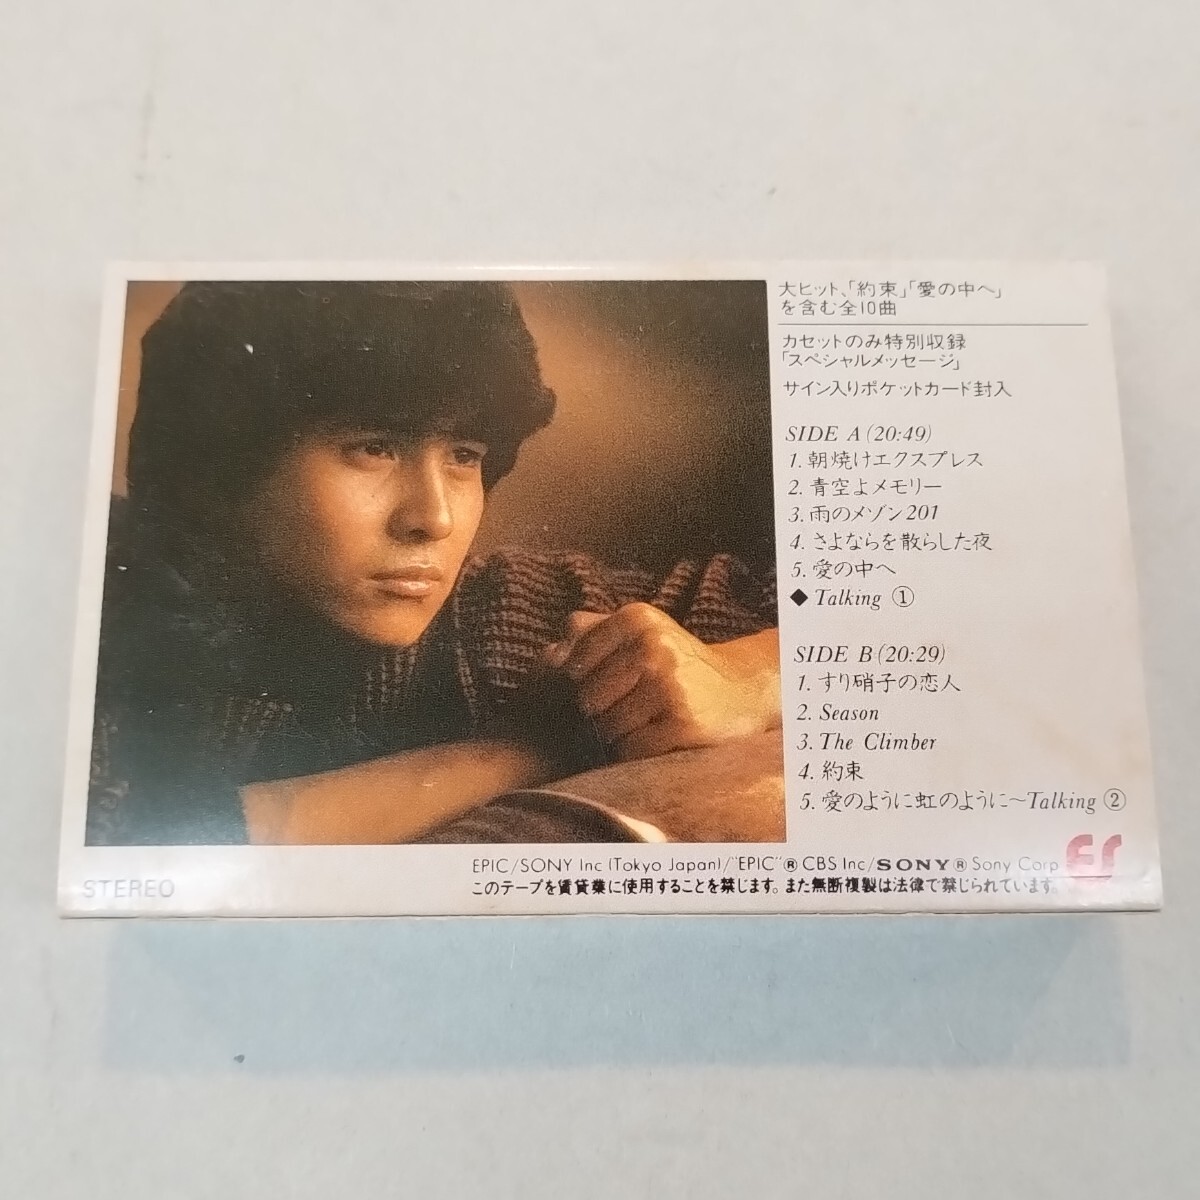 大ヒット、「約束」「愛の中へ」
を含む全10曲
カセットのみ特別収録
「スペシャルメッセージ」
サイン入りポケットカード封入
SIDE A (20:49)
1. 朝焼けエクスプレス
2. 青空よメモリー
3. 雨のメゾン201
4. さよならを散らした夜
5. 愛の中へ
◆ Talking ①
SIDE B (20:29)
1. すり硝子の恋人
2. Season
3. The Climber
4. 約束
5. 愛のように虹のように〜Talking ②
EPIC/SONY Inc (Tokyo Japan)/"EPIC"® CBS Inc/SONY® Sony Corp
STEREO
このテープを賃貸業に使用することを禁じます。また無断複製は法律で禁じられています。